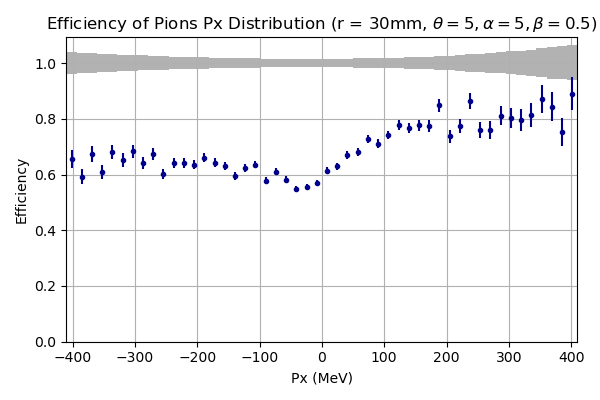 Efficiency of Pions Px Distribution (r = 30mm, θ = 5, α = 5, β = 0.5)
1.0
0.8
0.6
0.4
0.2
0.0
Efficiency
−400 −300 −200 −100 0 100 200 300 400
Px (MeV)